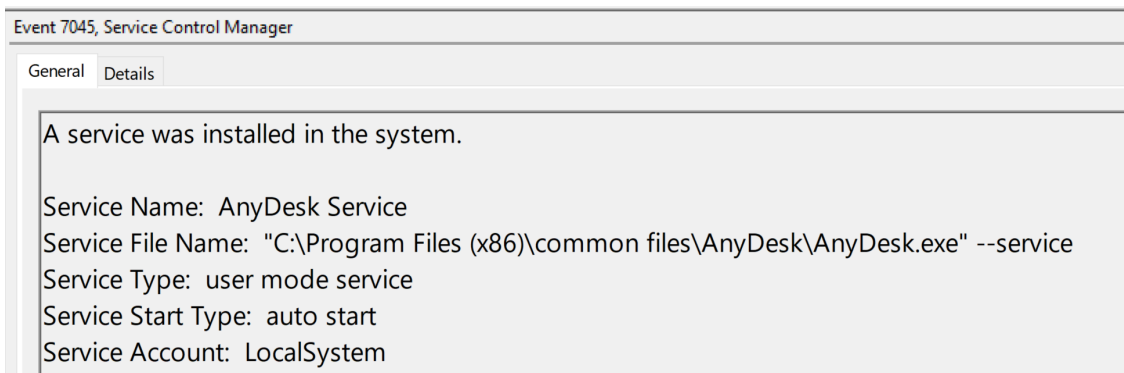 Event 7045, Service Control Manager
General Details
A service was installed in the system.
Service Name:  AnyDesk Service
Service File Name:  "C:\Program Files (x86)\common files\AnyDesk\AnyDesk.exe" --service
Service Type:  user mode service
Service Start Type:  auto start
Service Account:  LocalSystem